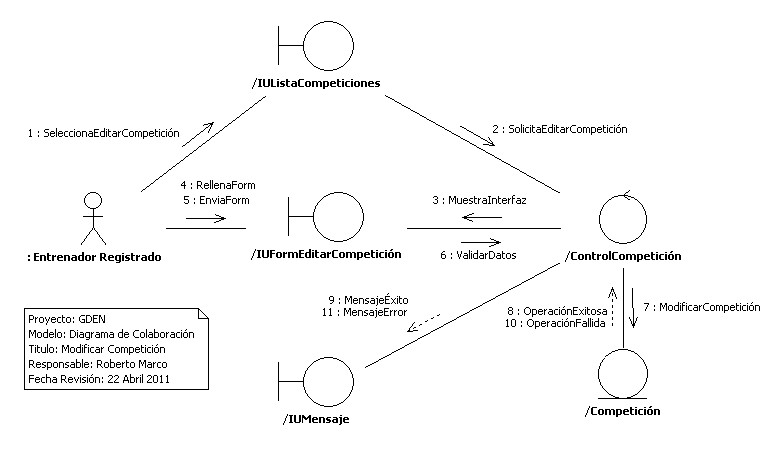 /IUListaCompeticiones
1 : SeleccionaEditarCompetición
2 : SolicitaEditarCompetición
4 : RellenaForm
5 : EnviaForm
3 : MuestraInterfaz
: Entrenador Registrado
/IUFormEditarCompetición
6 : ValidarDatos
/ControlCompetición
9 : MensajeÉxito
11 : MensajeError
8 : OperaciónExitosa
10 : OperaciónFallida
7 : ModificarCompetición
Proyecto: GDEN
Modelo: Diagrama de Colaboración
Titulo: Modificar Competición
Responsable: Roberto Marco
Fecha Revisión: 22 Abril 2011
/IUMensaje
/Competición